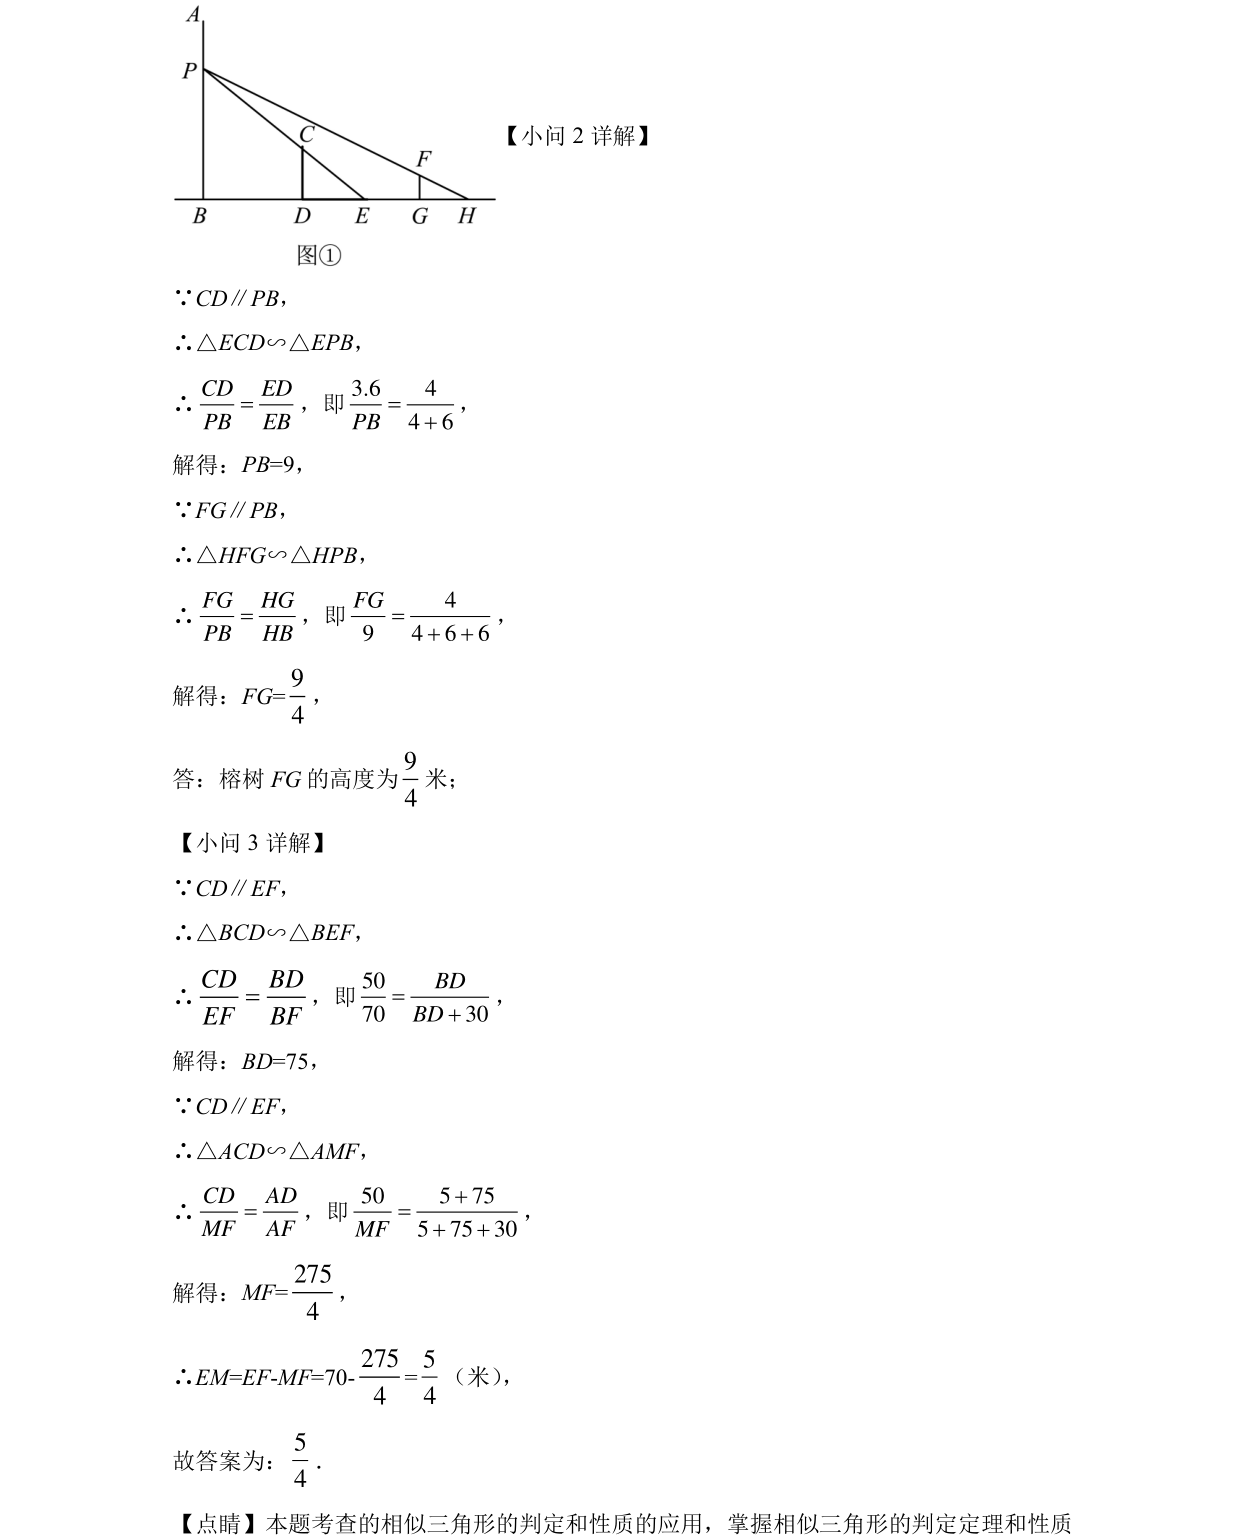 A
P
C
【小问 2 详解】
F
B D E G H
图①
∵CD∥PB，
∴△ECD∽△EPB，
∴CD/PB=ED/EB，即3.6/PB=4/(4+6)，
解得：PB=9，
∵FG∥PB，
∴△HFG∽△HPB，
∴FG/PB=HG/HB，即FG/9=4/(4+6+6)，
解得：FG=9/4，
答：榕树 FG 的高度为9/4米；
【小问 3 详解】
∵CD∥EF，
∴△BCD∽△BEF，
∴CD/EF=BD/BF，即50/70=BD/(BD+30)，
解得：BD=75，
∵CD∥EF，
∴△ACD∽△AMF，
∴CD/MF=AD/AF，即50/MF=(5+75)/(5+75+30)，
解得：MF=275/4，
∴EM=EF-MF=70-275/4=5/4（米），
故答案为：5/4．
【点睛】本题考查的相似三角形的判定和性质的应用，掌握相似三角形的判定定理和性质